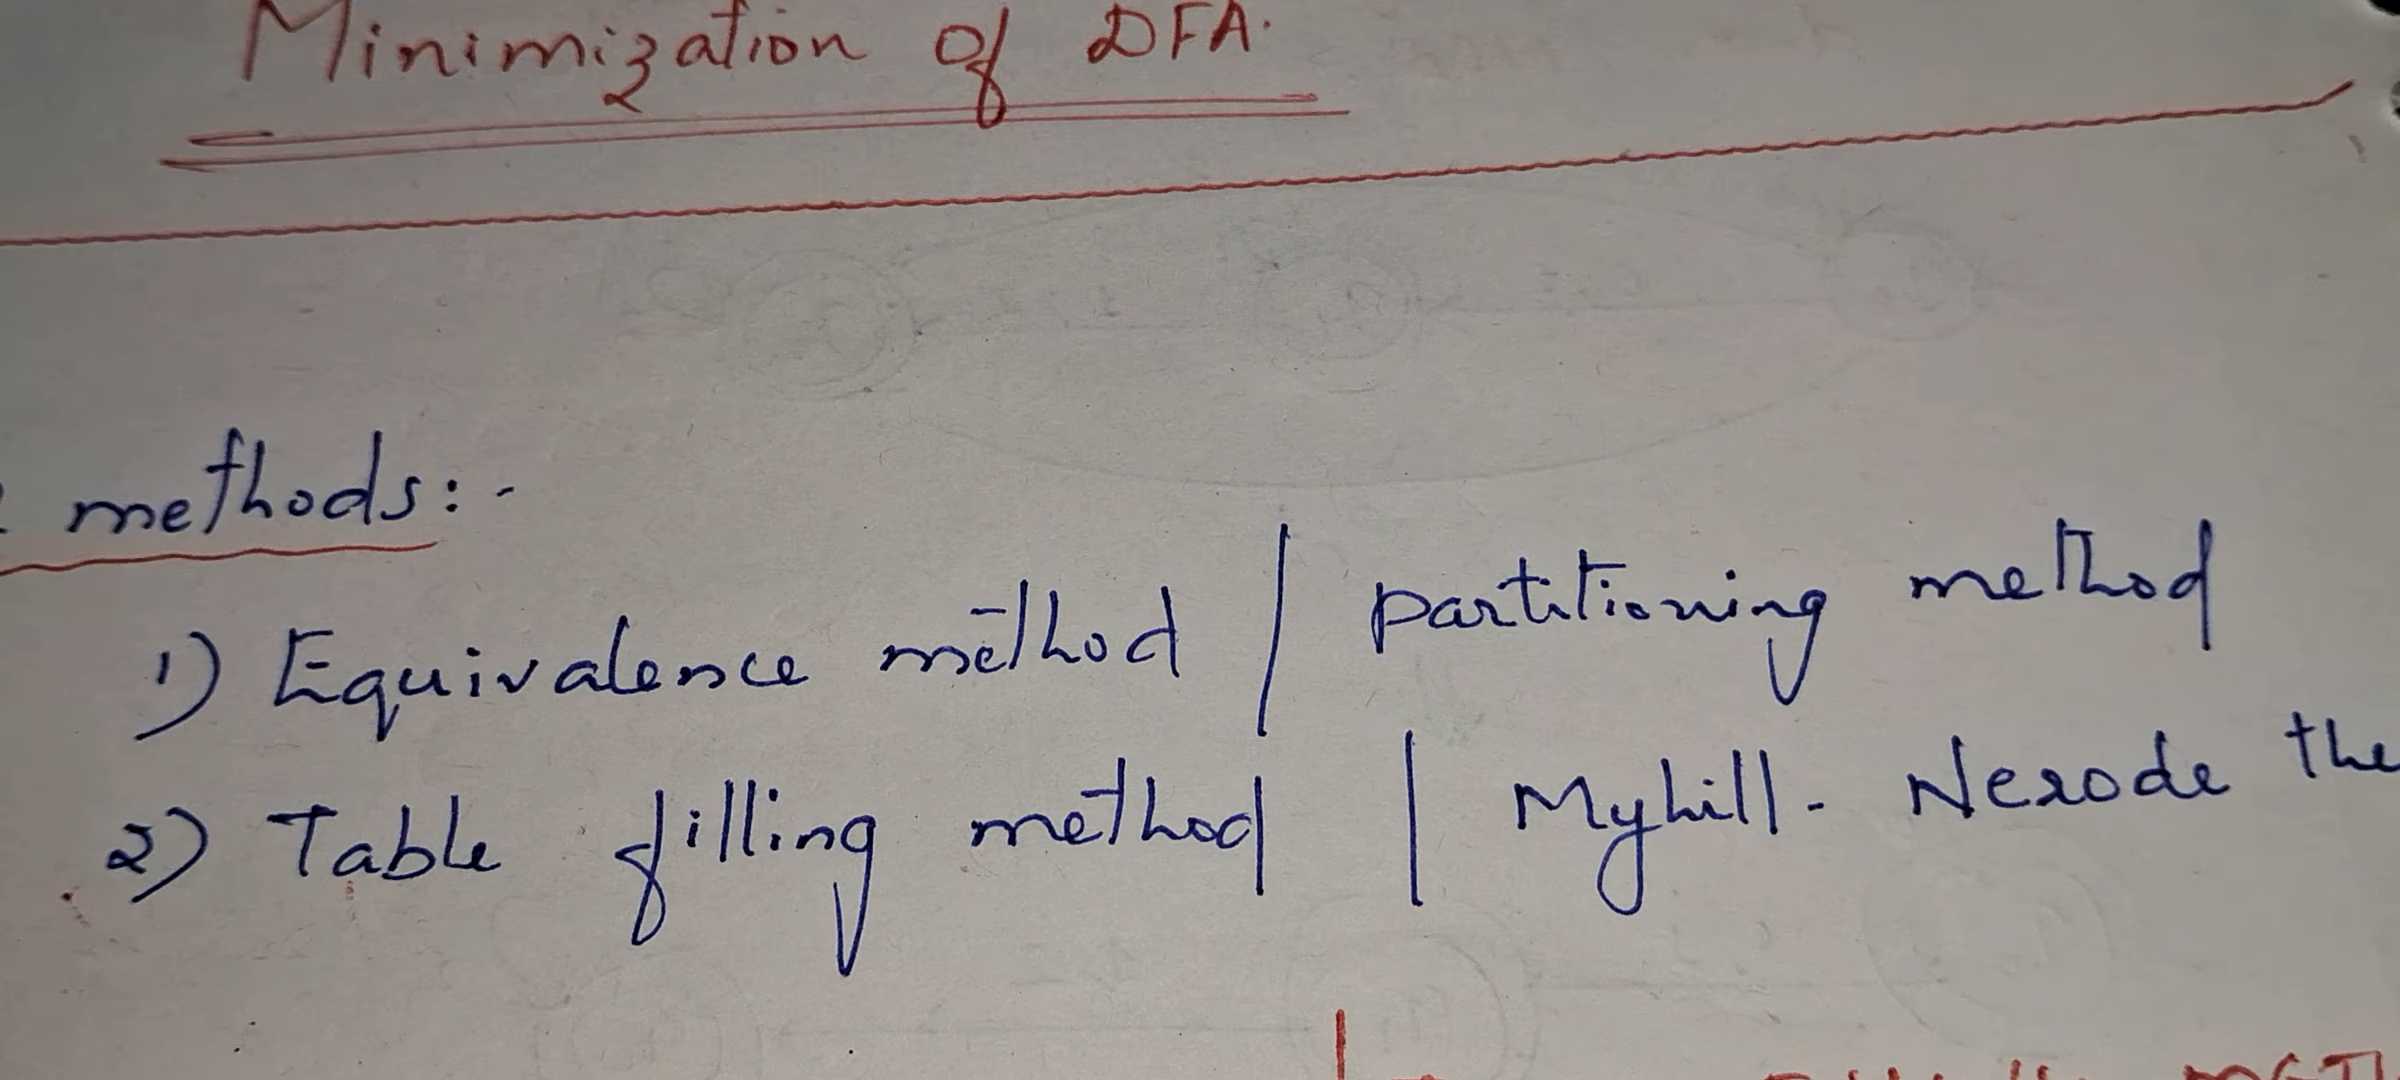 Minimization of DFA.
methods:-
1) Equivalence method / partitioning method
2) Table filling method | Myhill- Nerode the